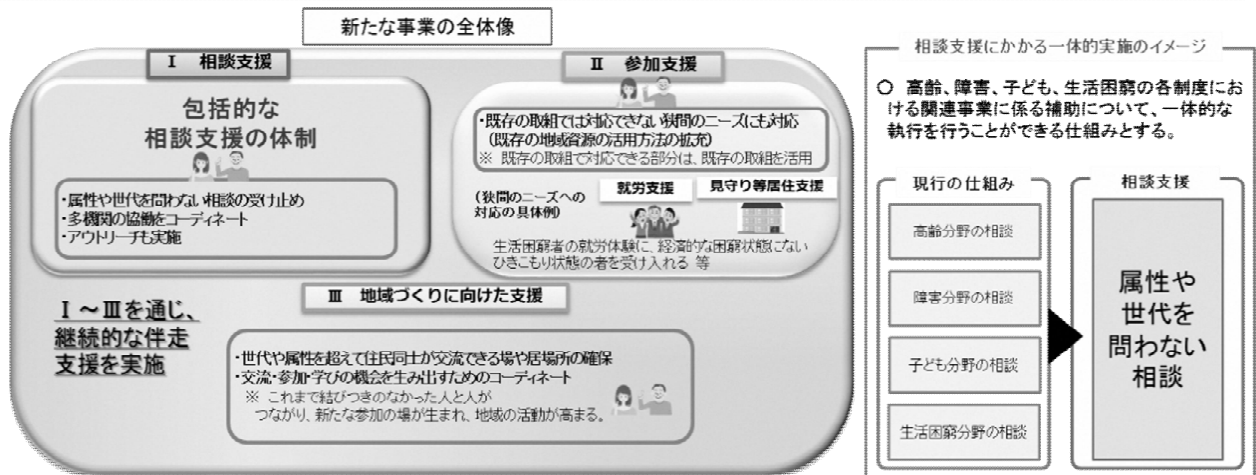 新たな事業の全体像
Ⅰ 相談支援
包括的な
相談支援の体制
・属性や世代を問わない相談の受け止め
・多機関の協働をコーディネート
・アウトリーチも実施
Ⅱ 参加支援
・既存の取組では対応できない狭間のニーズにも対応
(既存の地域資源の活用方法の拡充)
※ 既存の取組で対応できる部分は、既存の取組を活用
(狭間のニーズへの
対応の具体例)
就労支援
見守り等居住支援
生活困窮者の就労体験に、経済的な困窮状態にない
ひきこもり状態の者を受け入れる 等
Ⅰ～Ⅲを通じ、
継続的な伴走
支援を実施
Ⅲ 地域づくりに向けた支援
・世代や属性を超えて住民同士が交流できる場や居場所の確保
・交流・参加・学びの機会を生み出すためのコーディネート
※ これまで結びつきのなかった人と人が
つながり、新たな参加の場が生まれ、地域の活動が高まる。
相談支援にかかる一体的実施のイメージ
○ 高齢、障害、子ども、生活困窮の各制度にお
ける関連事業に係る補助について、一体的な
執行を行うことができる仕組みとする。
現行の仕組み
高齢分野の相談
障害分野の相談
子ども分野の相談
生活困窮分野の相談
相談支援
属性や
世代を
問わない
相談